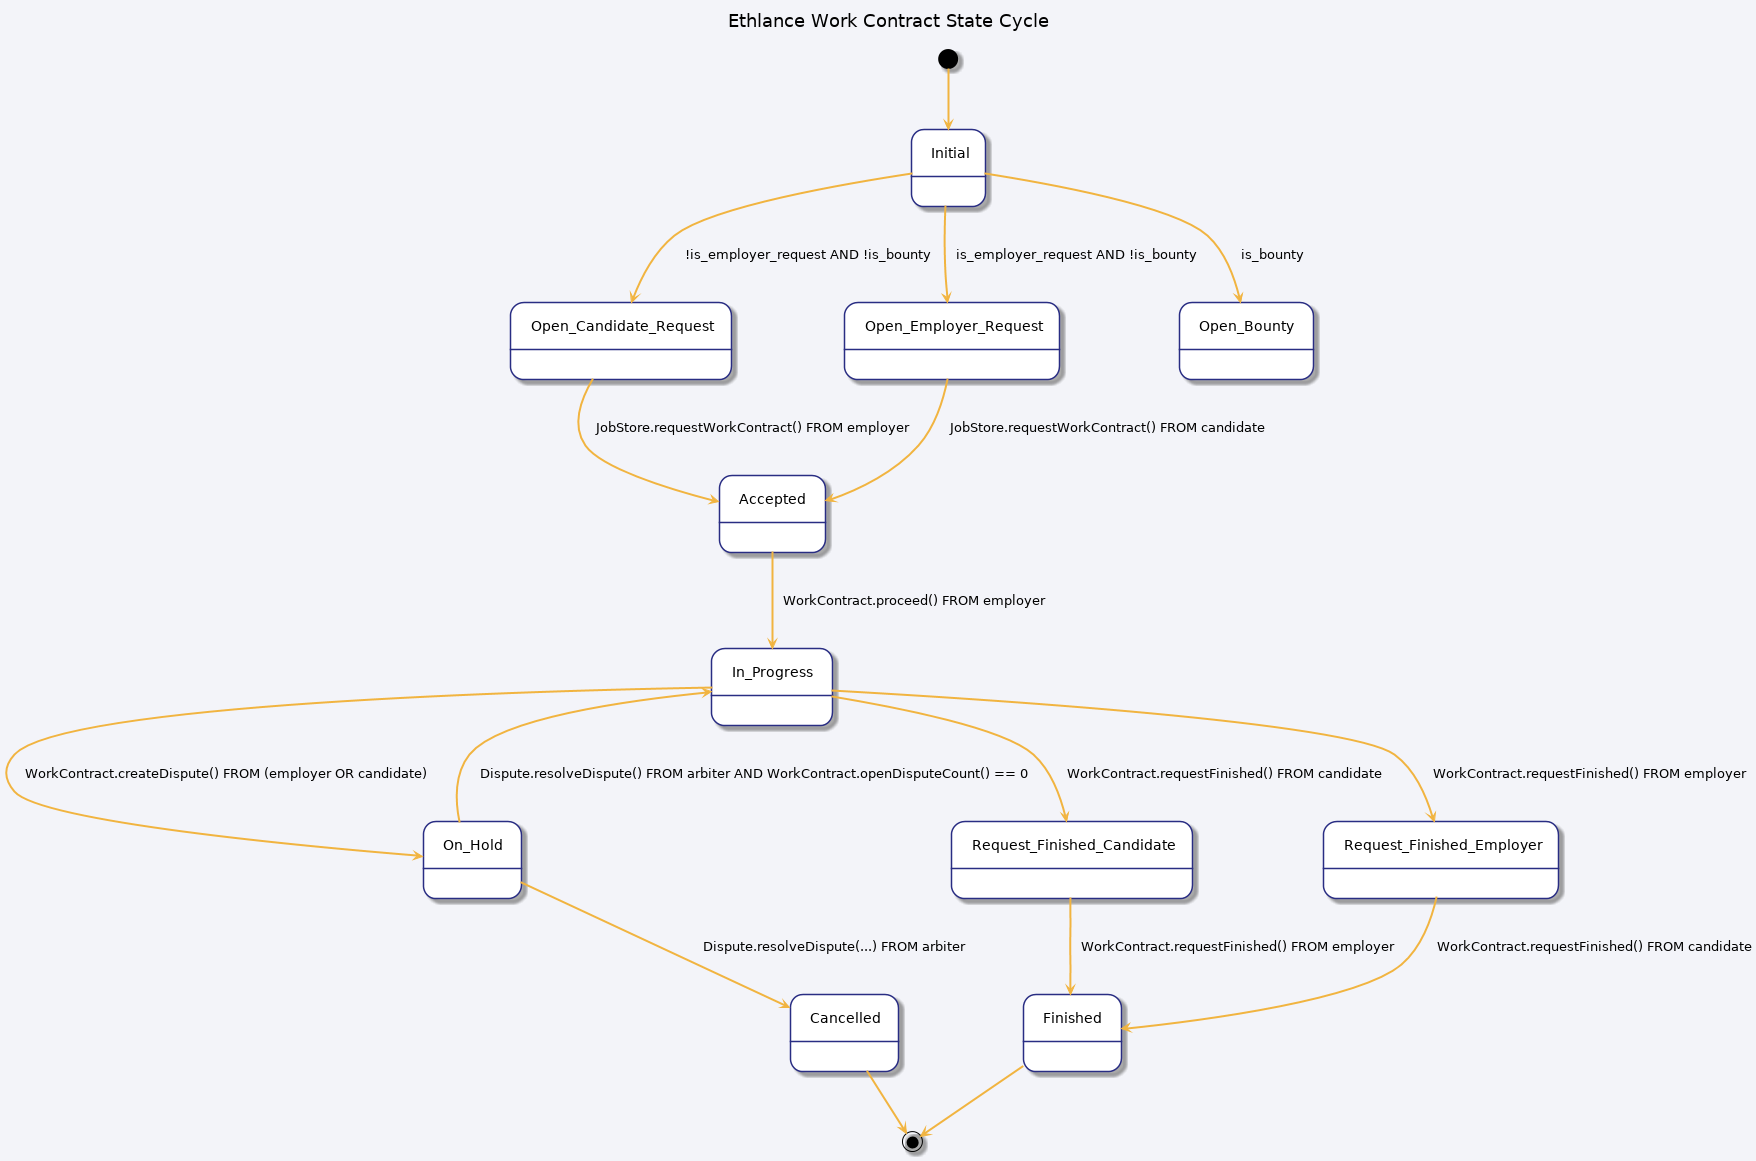 Ethlance Work Contract State Cycle
Initial
!is_employer_request AND !is_bounty
is_employer_request AND !is_bounty
is_bounty
Open_Candidate_Request
Open_Employer_Request
Open_Bounty
JobStore.requestWorkContract() FROM employer
JobStore.requestWorkContract() FROM candidate
Accepted
WorkContract.proceed() FROM employer
In_Progress
WorkContract.createDispute() FROM (employer OR candidate)
Dispute.resolveDispute() FROM arbiter AND WorkContract.openDisputeCount() == 0
WorkContract.requestFinished() FROM candidate
WorkContract.requestFinished() FROM employer
On_Hold
Request_Finished_Candidate
Request_Finished_Employer
Dispute.resolveDispute(...) FROM arbiter
WorkContract.requestFinished() FROM employer
WorkContract.requestFinished() FROM candidate
Cancelled
Finished